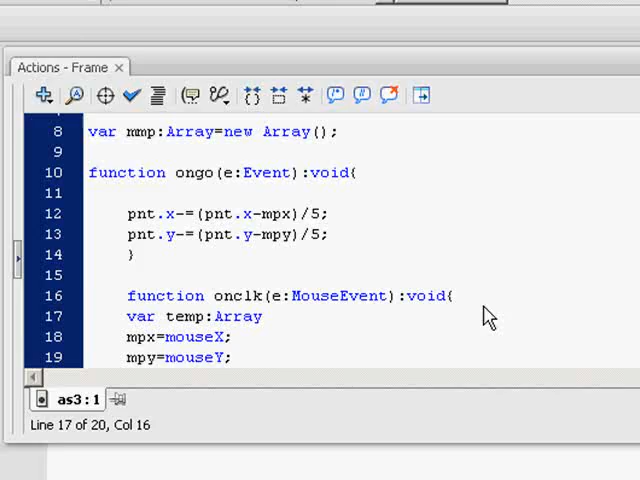 Actions - Frame
8 var mmp:Array=new Array();
9
10 function ongo(e:Event):void{
11
12 pnt.x-=(pnt.x-mpx)/5;
13 pnt.y-=(pnt.y-mpy)/5;
14 }
15
16 function onclk(e:MouseEvent):void{
17 var temp:Array
18 mpx=mouseX;
19 mpy=mouseY;
as3:1
Line 17 of 20, Col 16